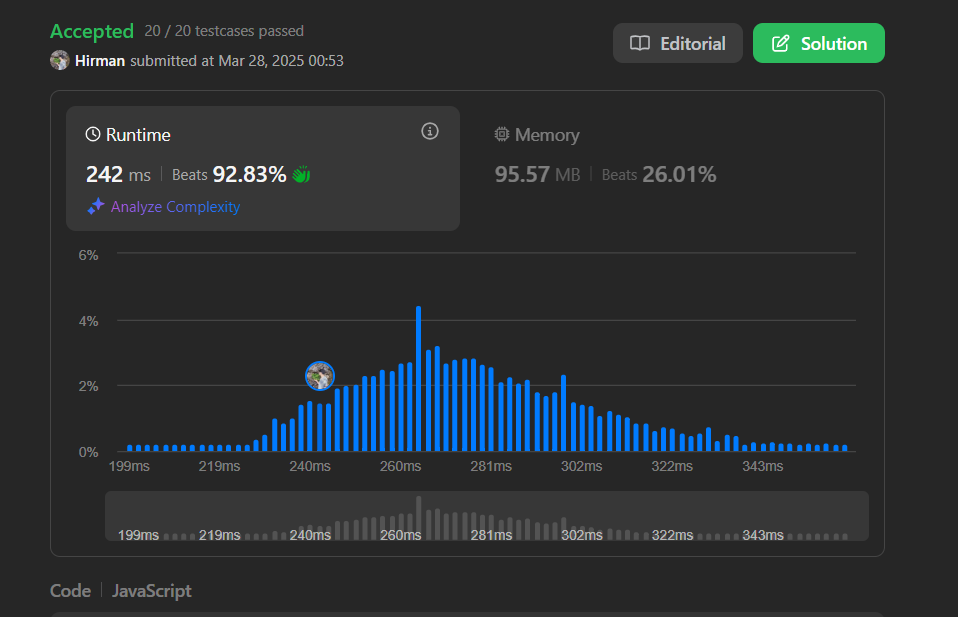 Accepted 20 / 20 testcases passed
Hirman submitted at Mar 28, 2025 00:53
Editorial
Solution
Runtime
242 ms | Beats 92.83%
Analyze Complexity
Memory
95.57 MB | Beats 26.01%
6%
4%
2%
0%
199ms 219ms 240ms 260ms 281ms 302ms 322ms 343ms
199ms 219ms 240ms 260ms 281ms 302ms 322ms 343ms
Code | JavaScript